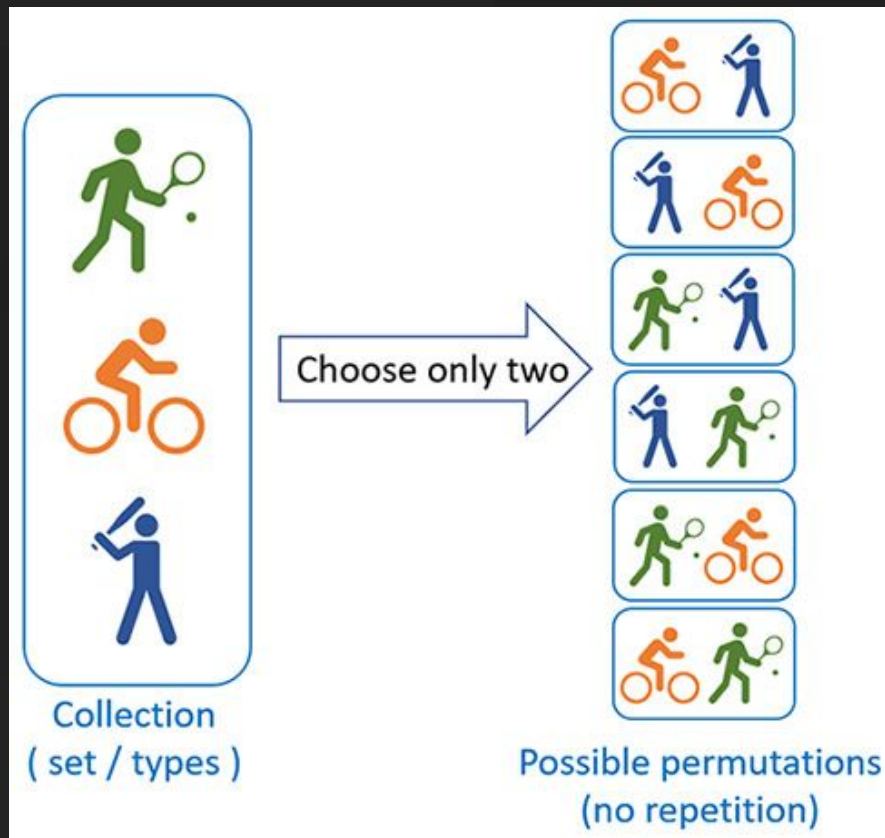 Choose only two
Collection
( set / types )
Possible permutations
(no repetition)